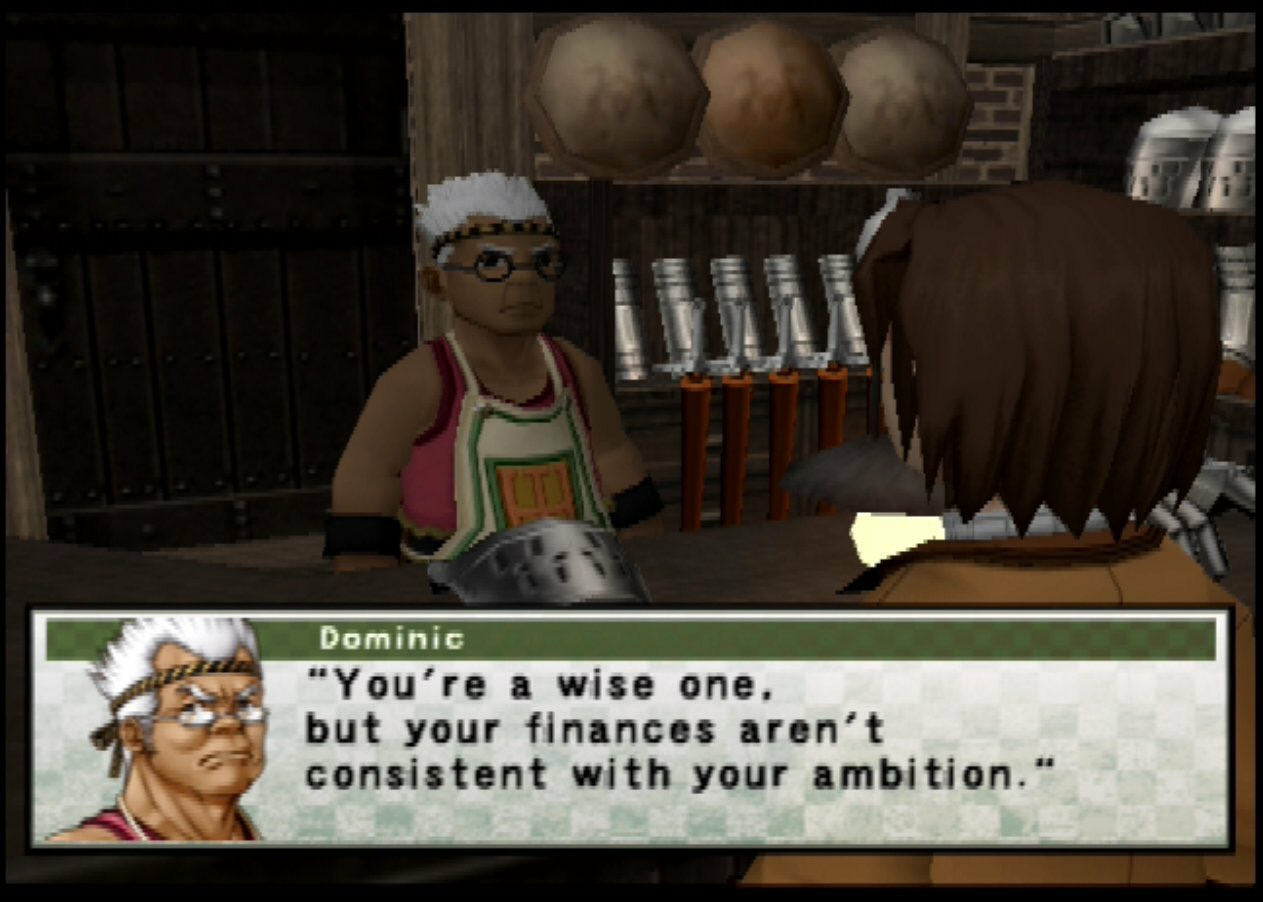 Dominic
“You’re a wise one,
but your finances aren’t
consistent with your ambition.“